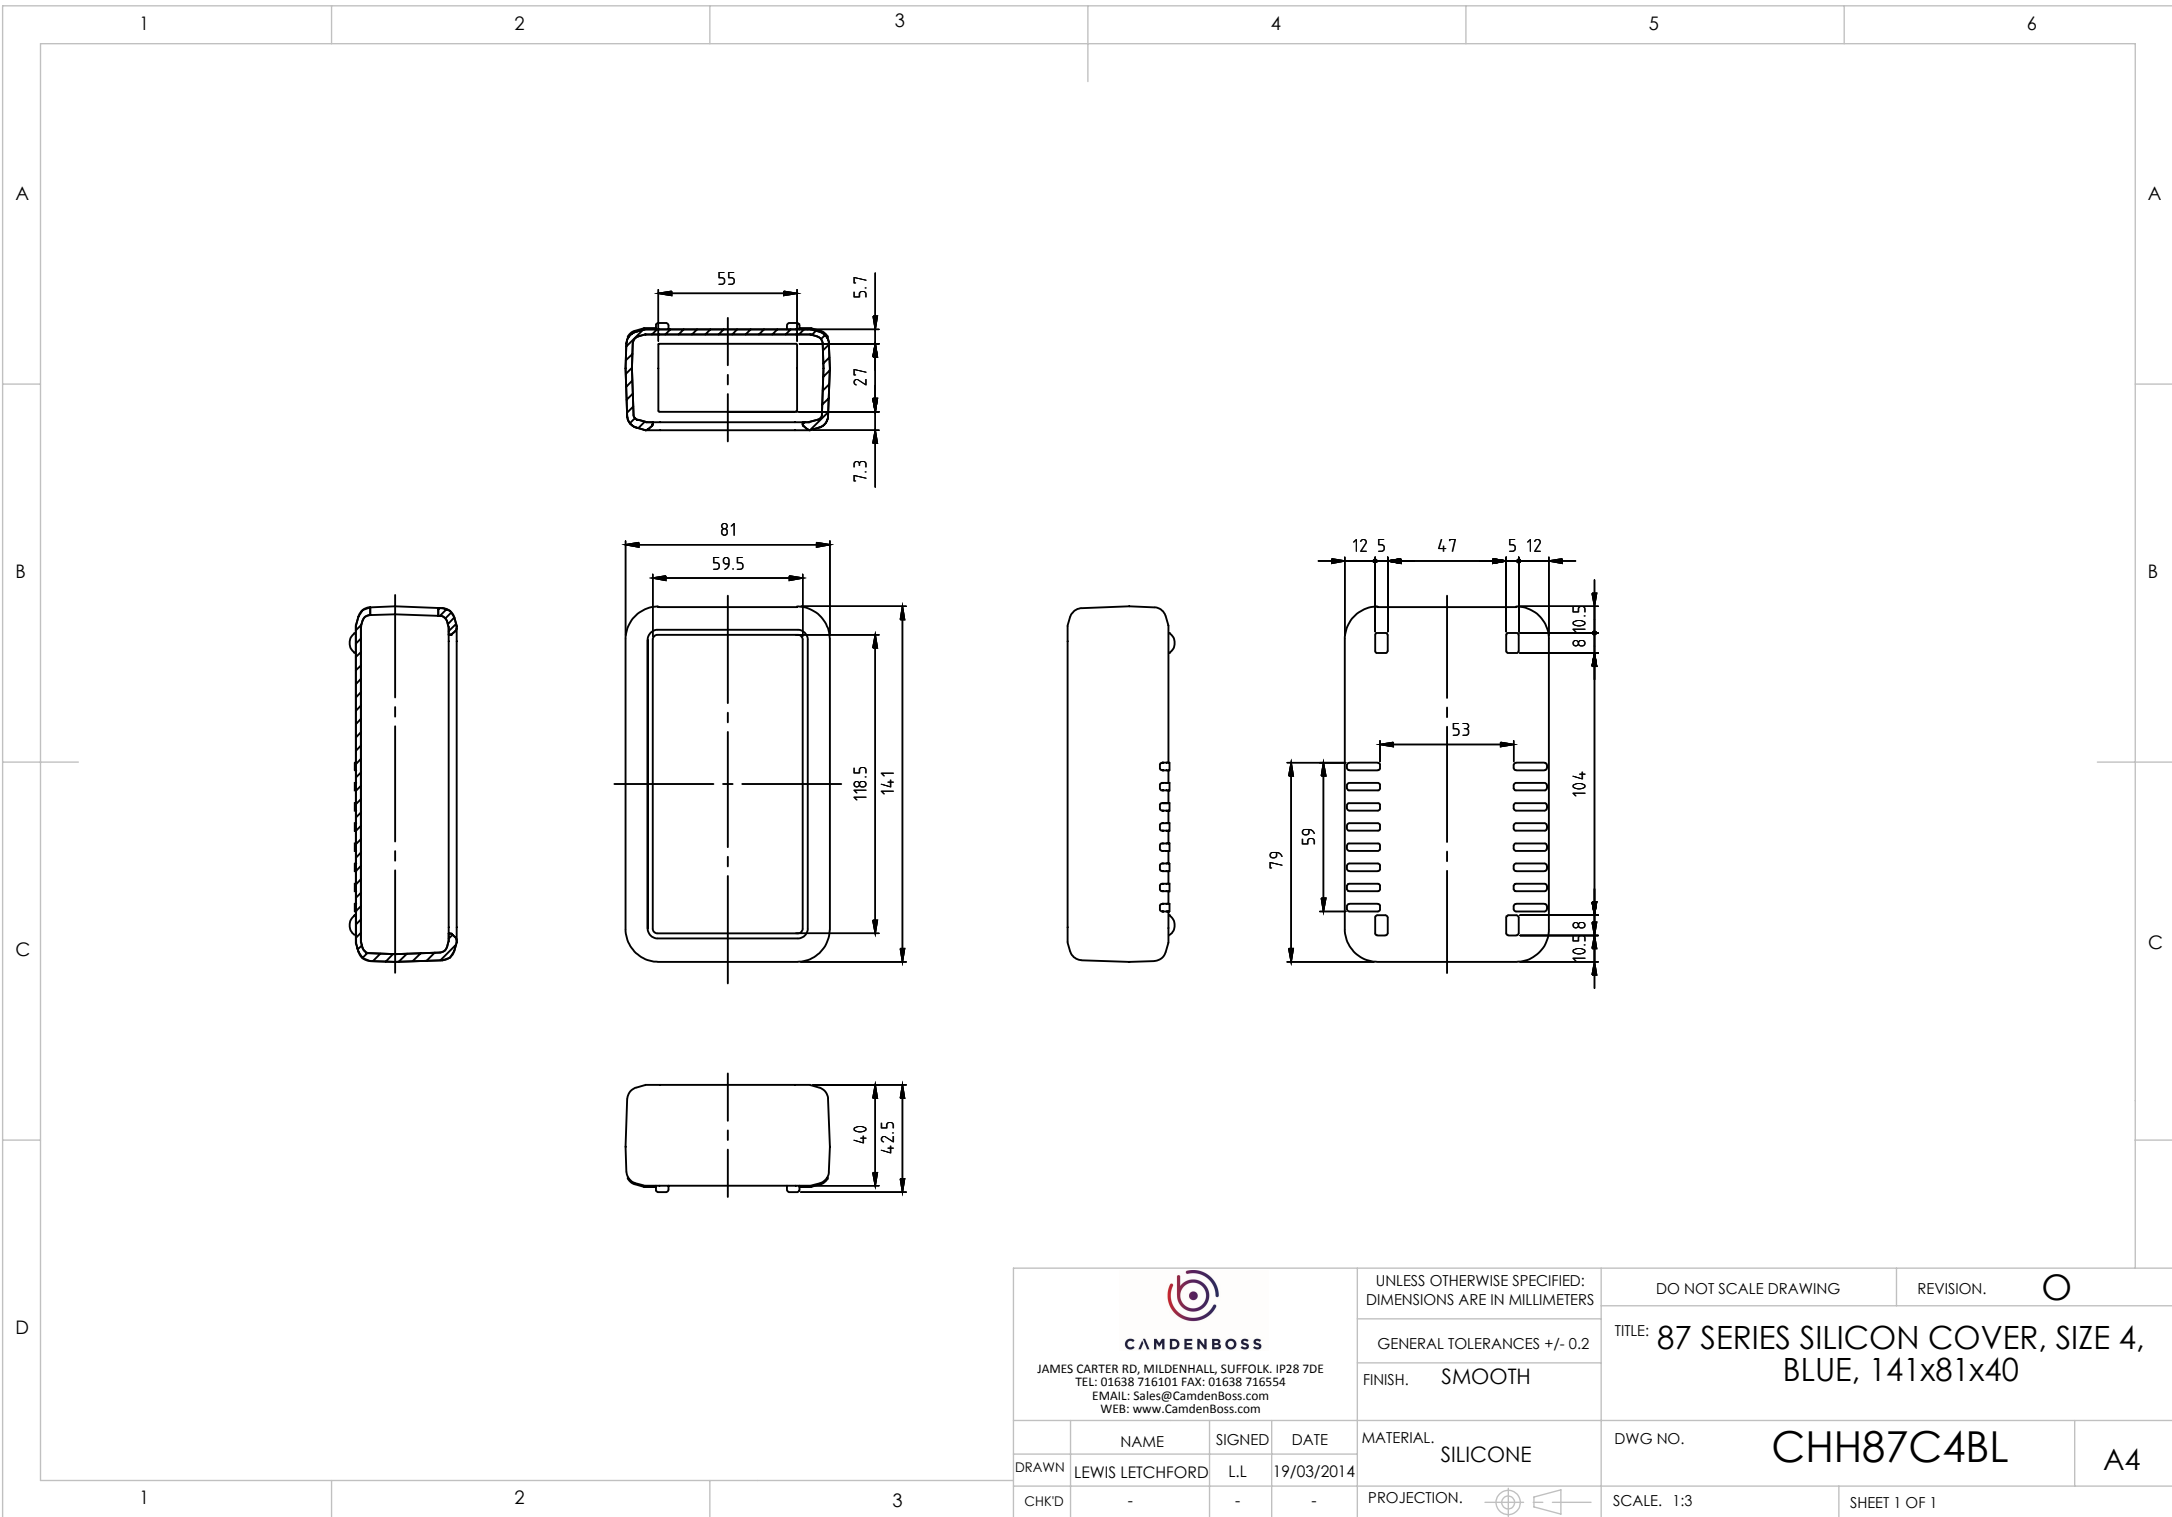 1 2 3 4 5 6
A A
55
5.7
27
7.3
B B
81
59.5
118.5
141
12 5 47 5 12
10.5
8
53
104
79
59
8
10.5
C C
40
42.5
D
CAMDENBOSS
JAMES CARTER RD, MILDENHALL, SUFFOLK. IP28 7DE
TEL: 01638 716101 FAX: 01638 716554
EMAIL: Sales@CamdenBoss.com
WEB: www.CamdenBoss.com
UNLESS OTHERWISE SPECIFIED:
DIMENSIONS ARE IN MILLIMETERS
GENERAL TOLERANCES +/- 0.2
FINISH. SMOOTH
DO NOT SCALE DRAWING
REVISION. O
TITLE: 87 SERIES SILICON COVER, SIZE 4,
BLUE, 141x81x40
NAME SIGNED DATE
DRAWN LEWIS LETCHFORD L.L 19/03/2014
CHK'D - - -
MATERIAL.
SILICONE
DWG NO. CHH87C4BL
A4
PROJECTION.
SCALE. 1:3
SHEET 1 OF 1
1 2 3